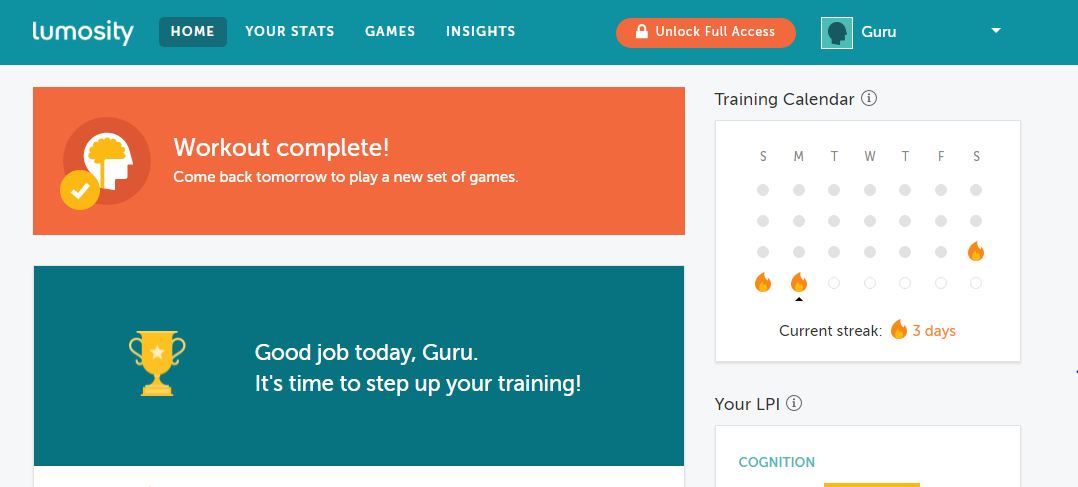 lumosity
HOME
YOUR STATS
GAMES
INSIGHTS
Unlock Full Access
Guru
Workout complete!
Come back tomorrow to play a new set of games.
Good job today, Guru.
It's time to step up your training!
Training Calendar
S M T W T F S
Current streak: 3 days
Your LPI
COGNITION